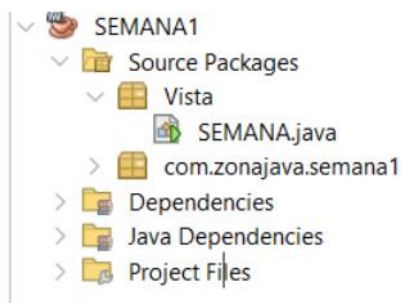 SEMANA1
Source Packages
Vista
SEMANA.java
com.zonajava.semana1
Dependencies
Java Dependencies
Project Files